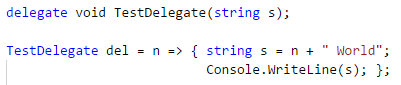 delegate void TestDelegate(string s);
TestDelegate del = n => { string s = n + " World";
Console.WriteLine(s); };